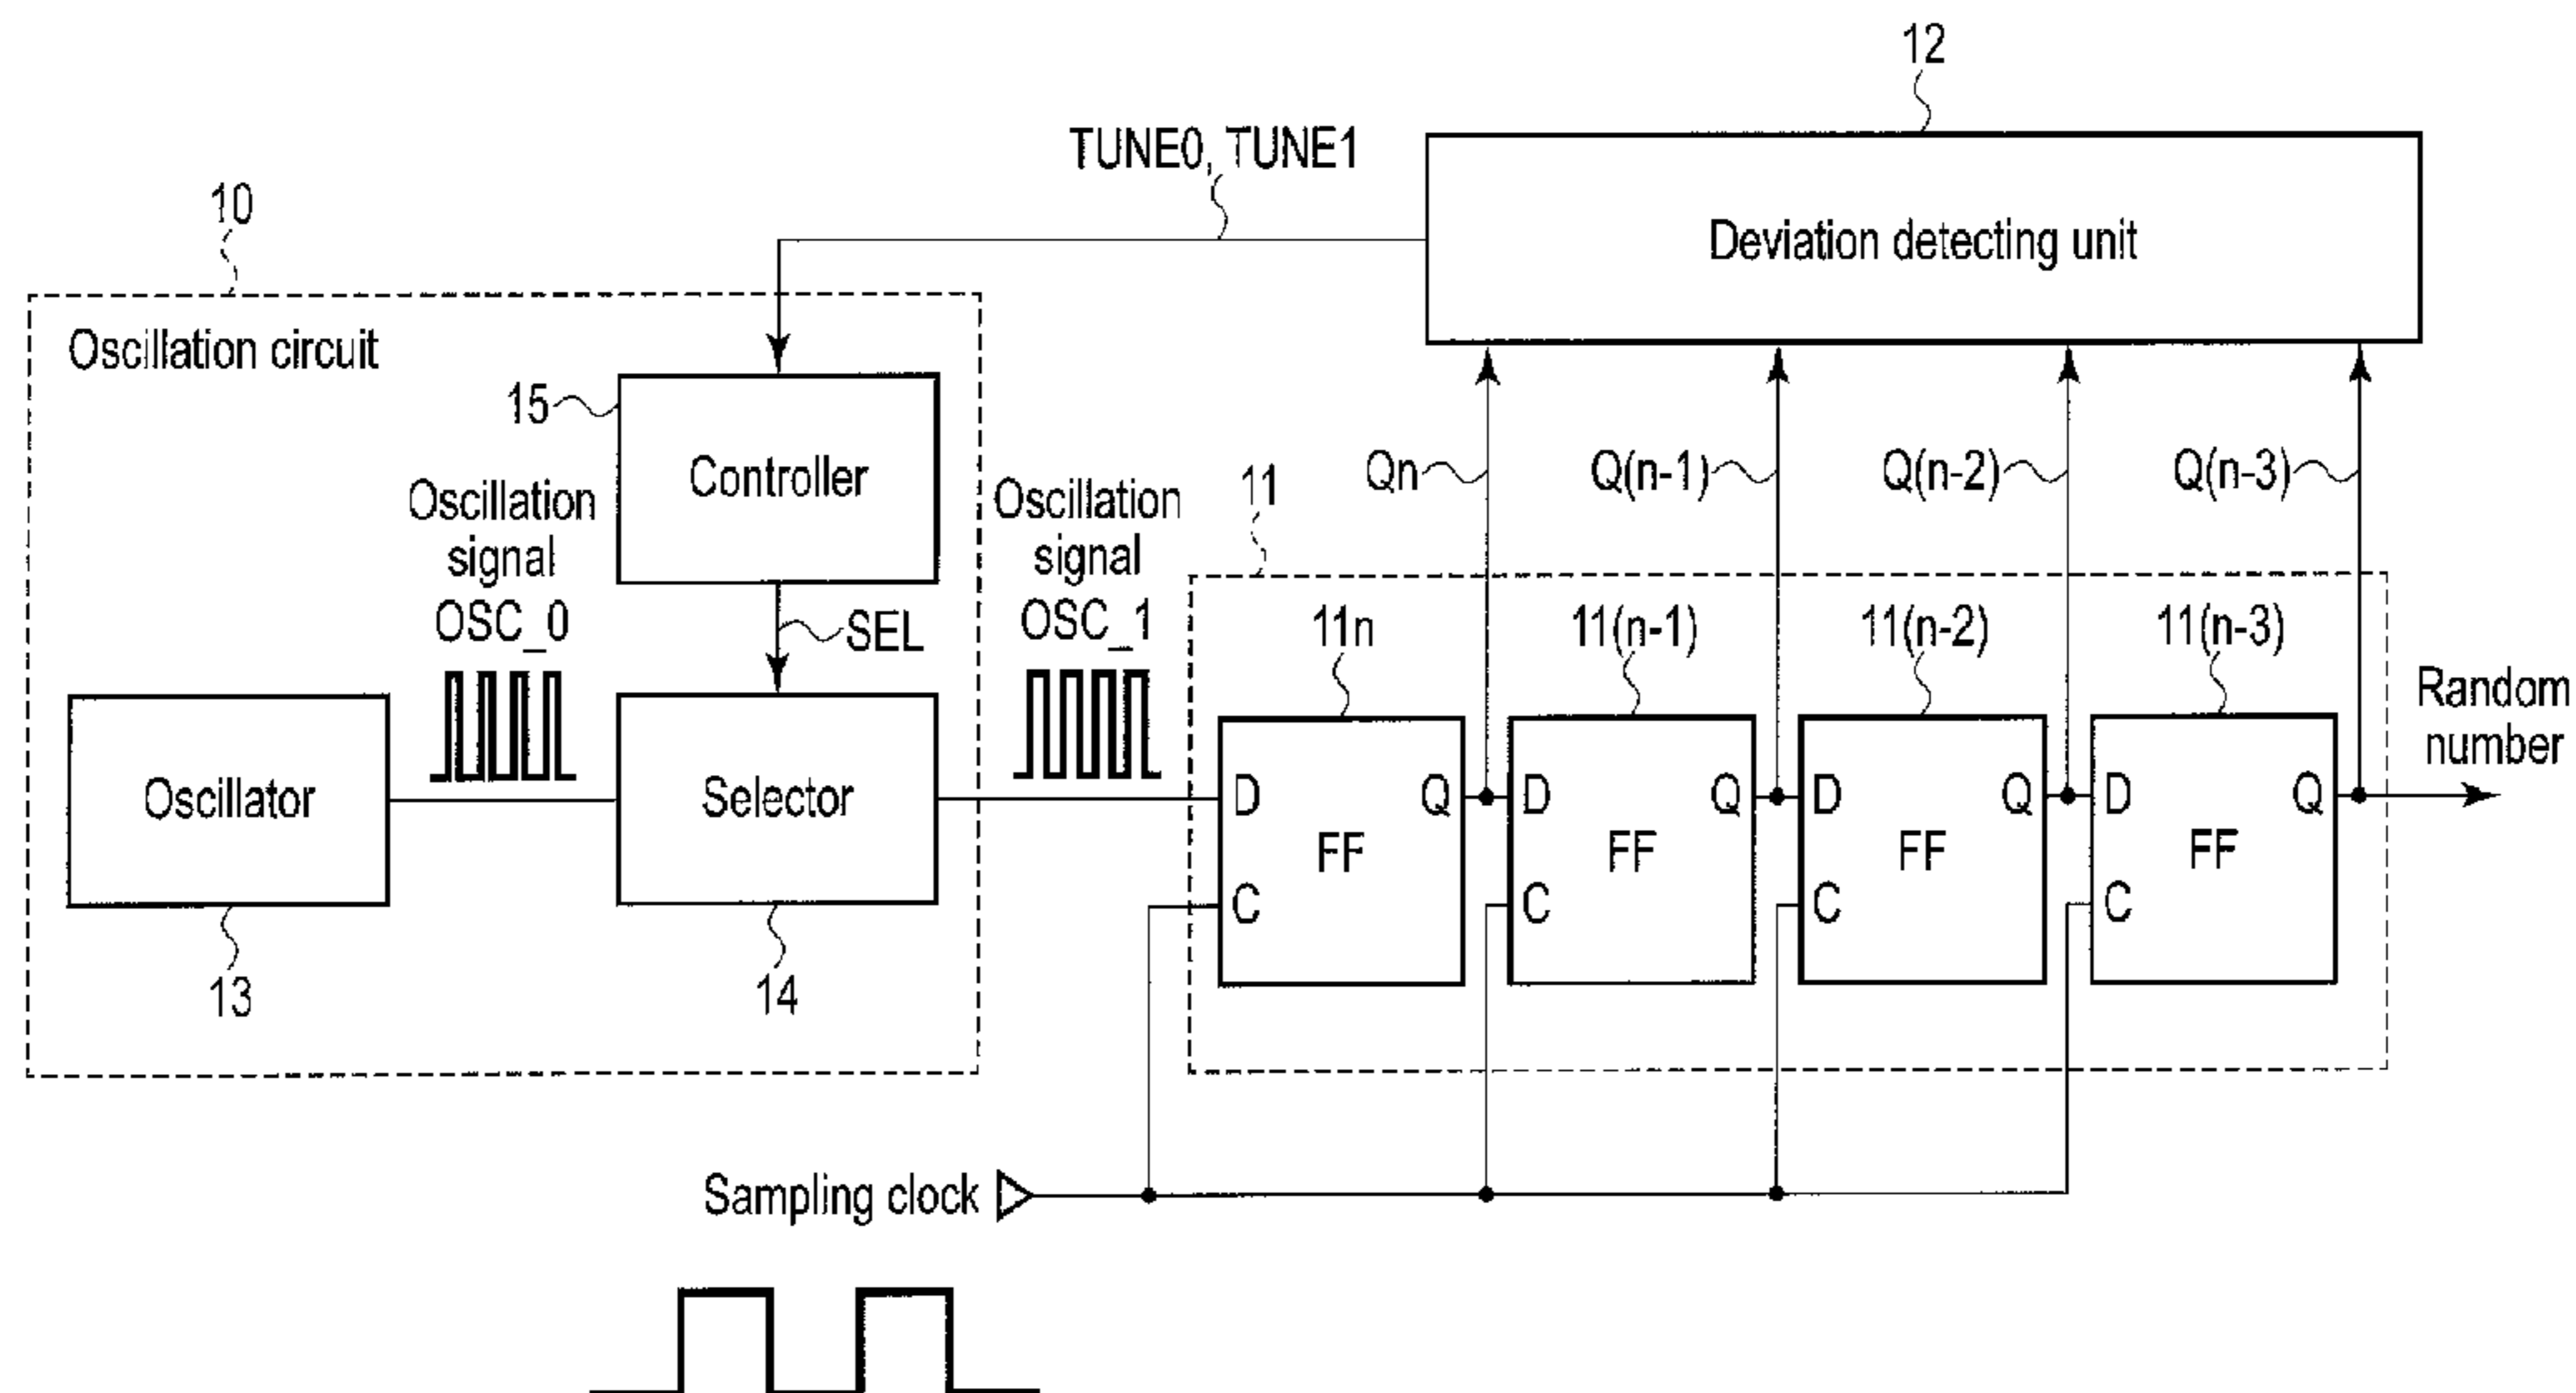 12
TUNE0, TUNE1
Deviation detecting unit
10
Oscillation circuit
15
Controller
Oscillation
signal
OSC_0
SEL
Oscillation
signal
OSC_1
Qn
Q(n-1)
Q(n-2)
Q(n-3)
11
11n
11(n-1)
11(n-2)
11(n-3)
Random
number
Oscillator
Selector
D Q D Q D Q D Q
FF FF FF FF
C C C C
13
14
Sampling clock